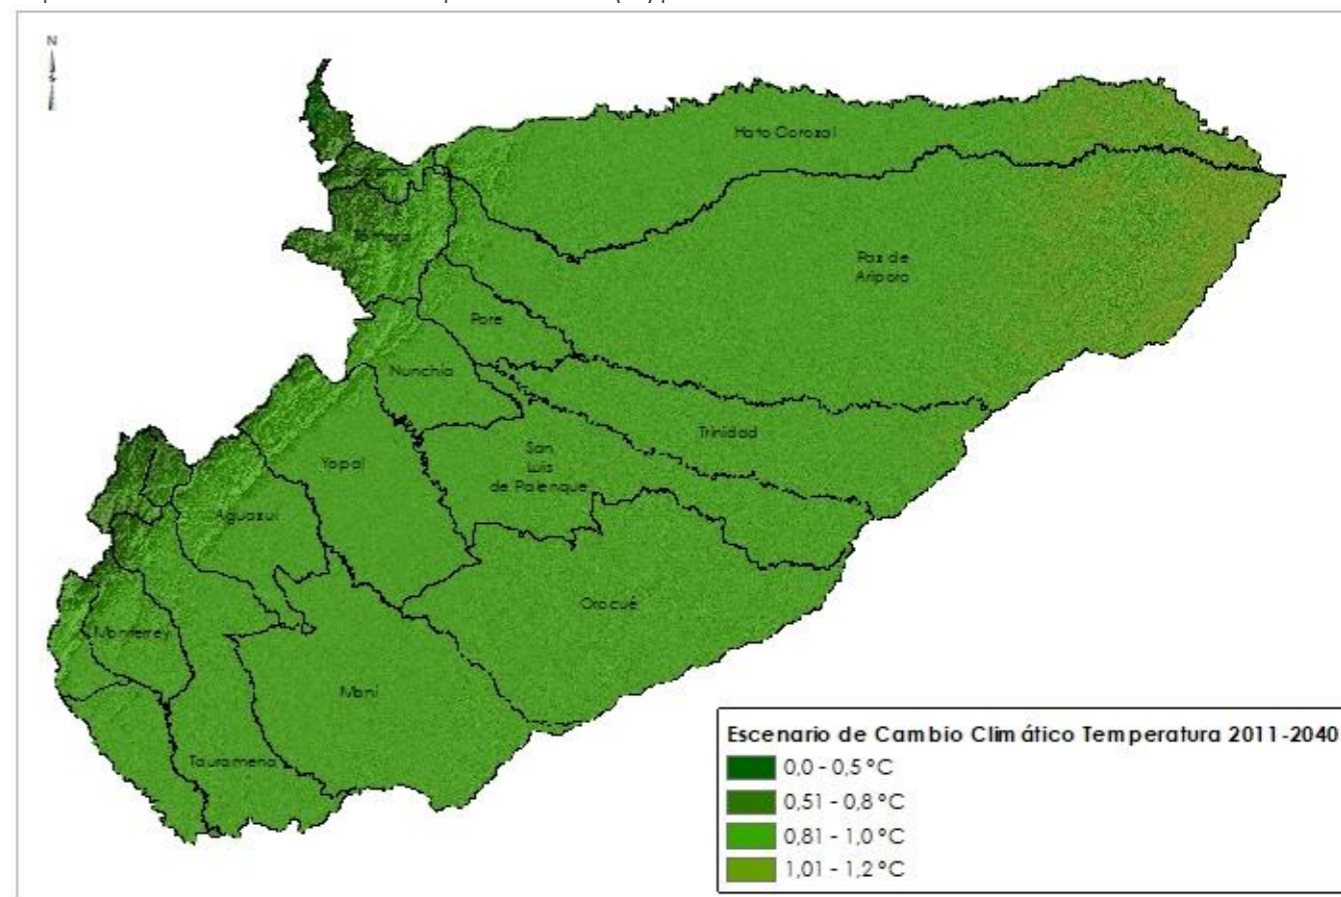 N
Hato Corozal
Támara
Paz de
Ariporo
Pore
Nunchía
Trinidad
San
Luis
de Palenque
Yopal
Aguazul
Orocué
Monterrey
Maní
Tauramena
Escenario de Cambio Climático Temperatura 2011-2040
0,0 - 0,5 °C
0,51 - 0,8 °C
0,81 - 1,0 °C
1,01 - 1,2 °C